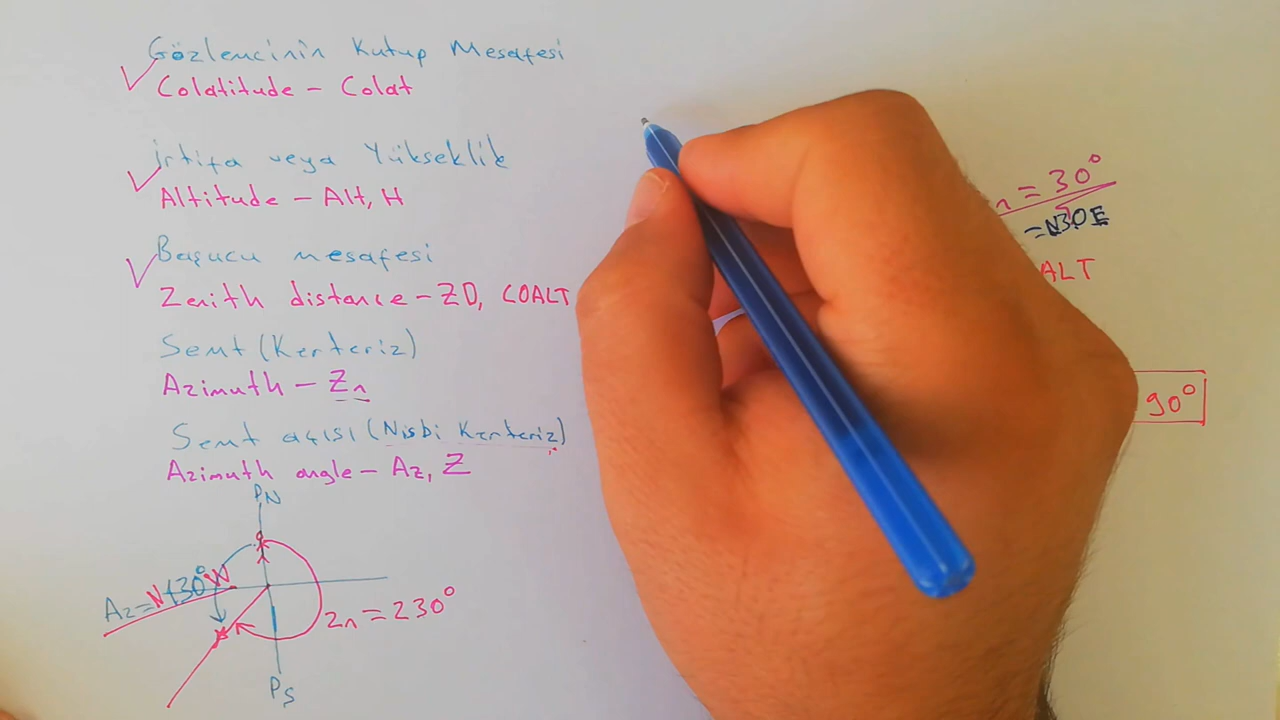 Gözlemcinin Kutup Mesafesi
Colatitude - Colat
İrtifa veya Yükseklik
Altitude - Alt, H
Başucu mesafesi
Zenith distance - ZD, COALT
Semt (Kerteriz)
Azimuth - Zn
Semt açısı (Nisbi Kerteriz)
Azimuth angle - Az, Z
PN
Az = N130°W
Zn = 230°
PS
n = 30°
= N30E
ALT
90°